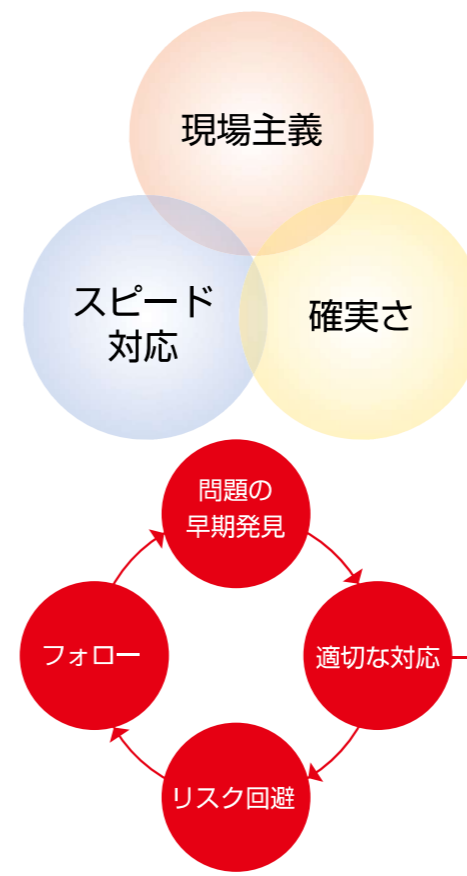 現場主義
スピード
対応
確実さ
問題の
早期発見
適切な対応
リスク回避
フォロー